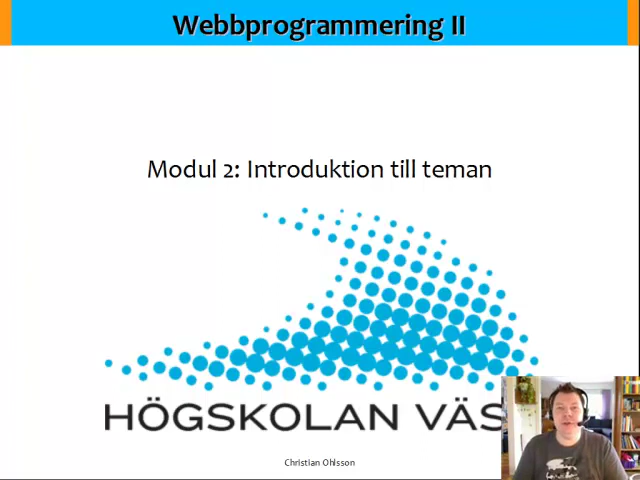 Webbprogrammering II
Modul 2: Introduktion till teman
HÖGSKOLAN VÄS
Christian Ohlsson